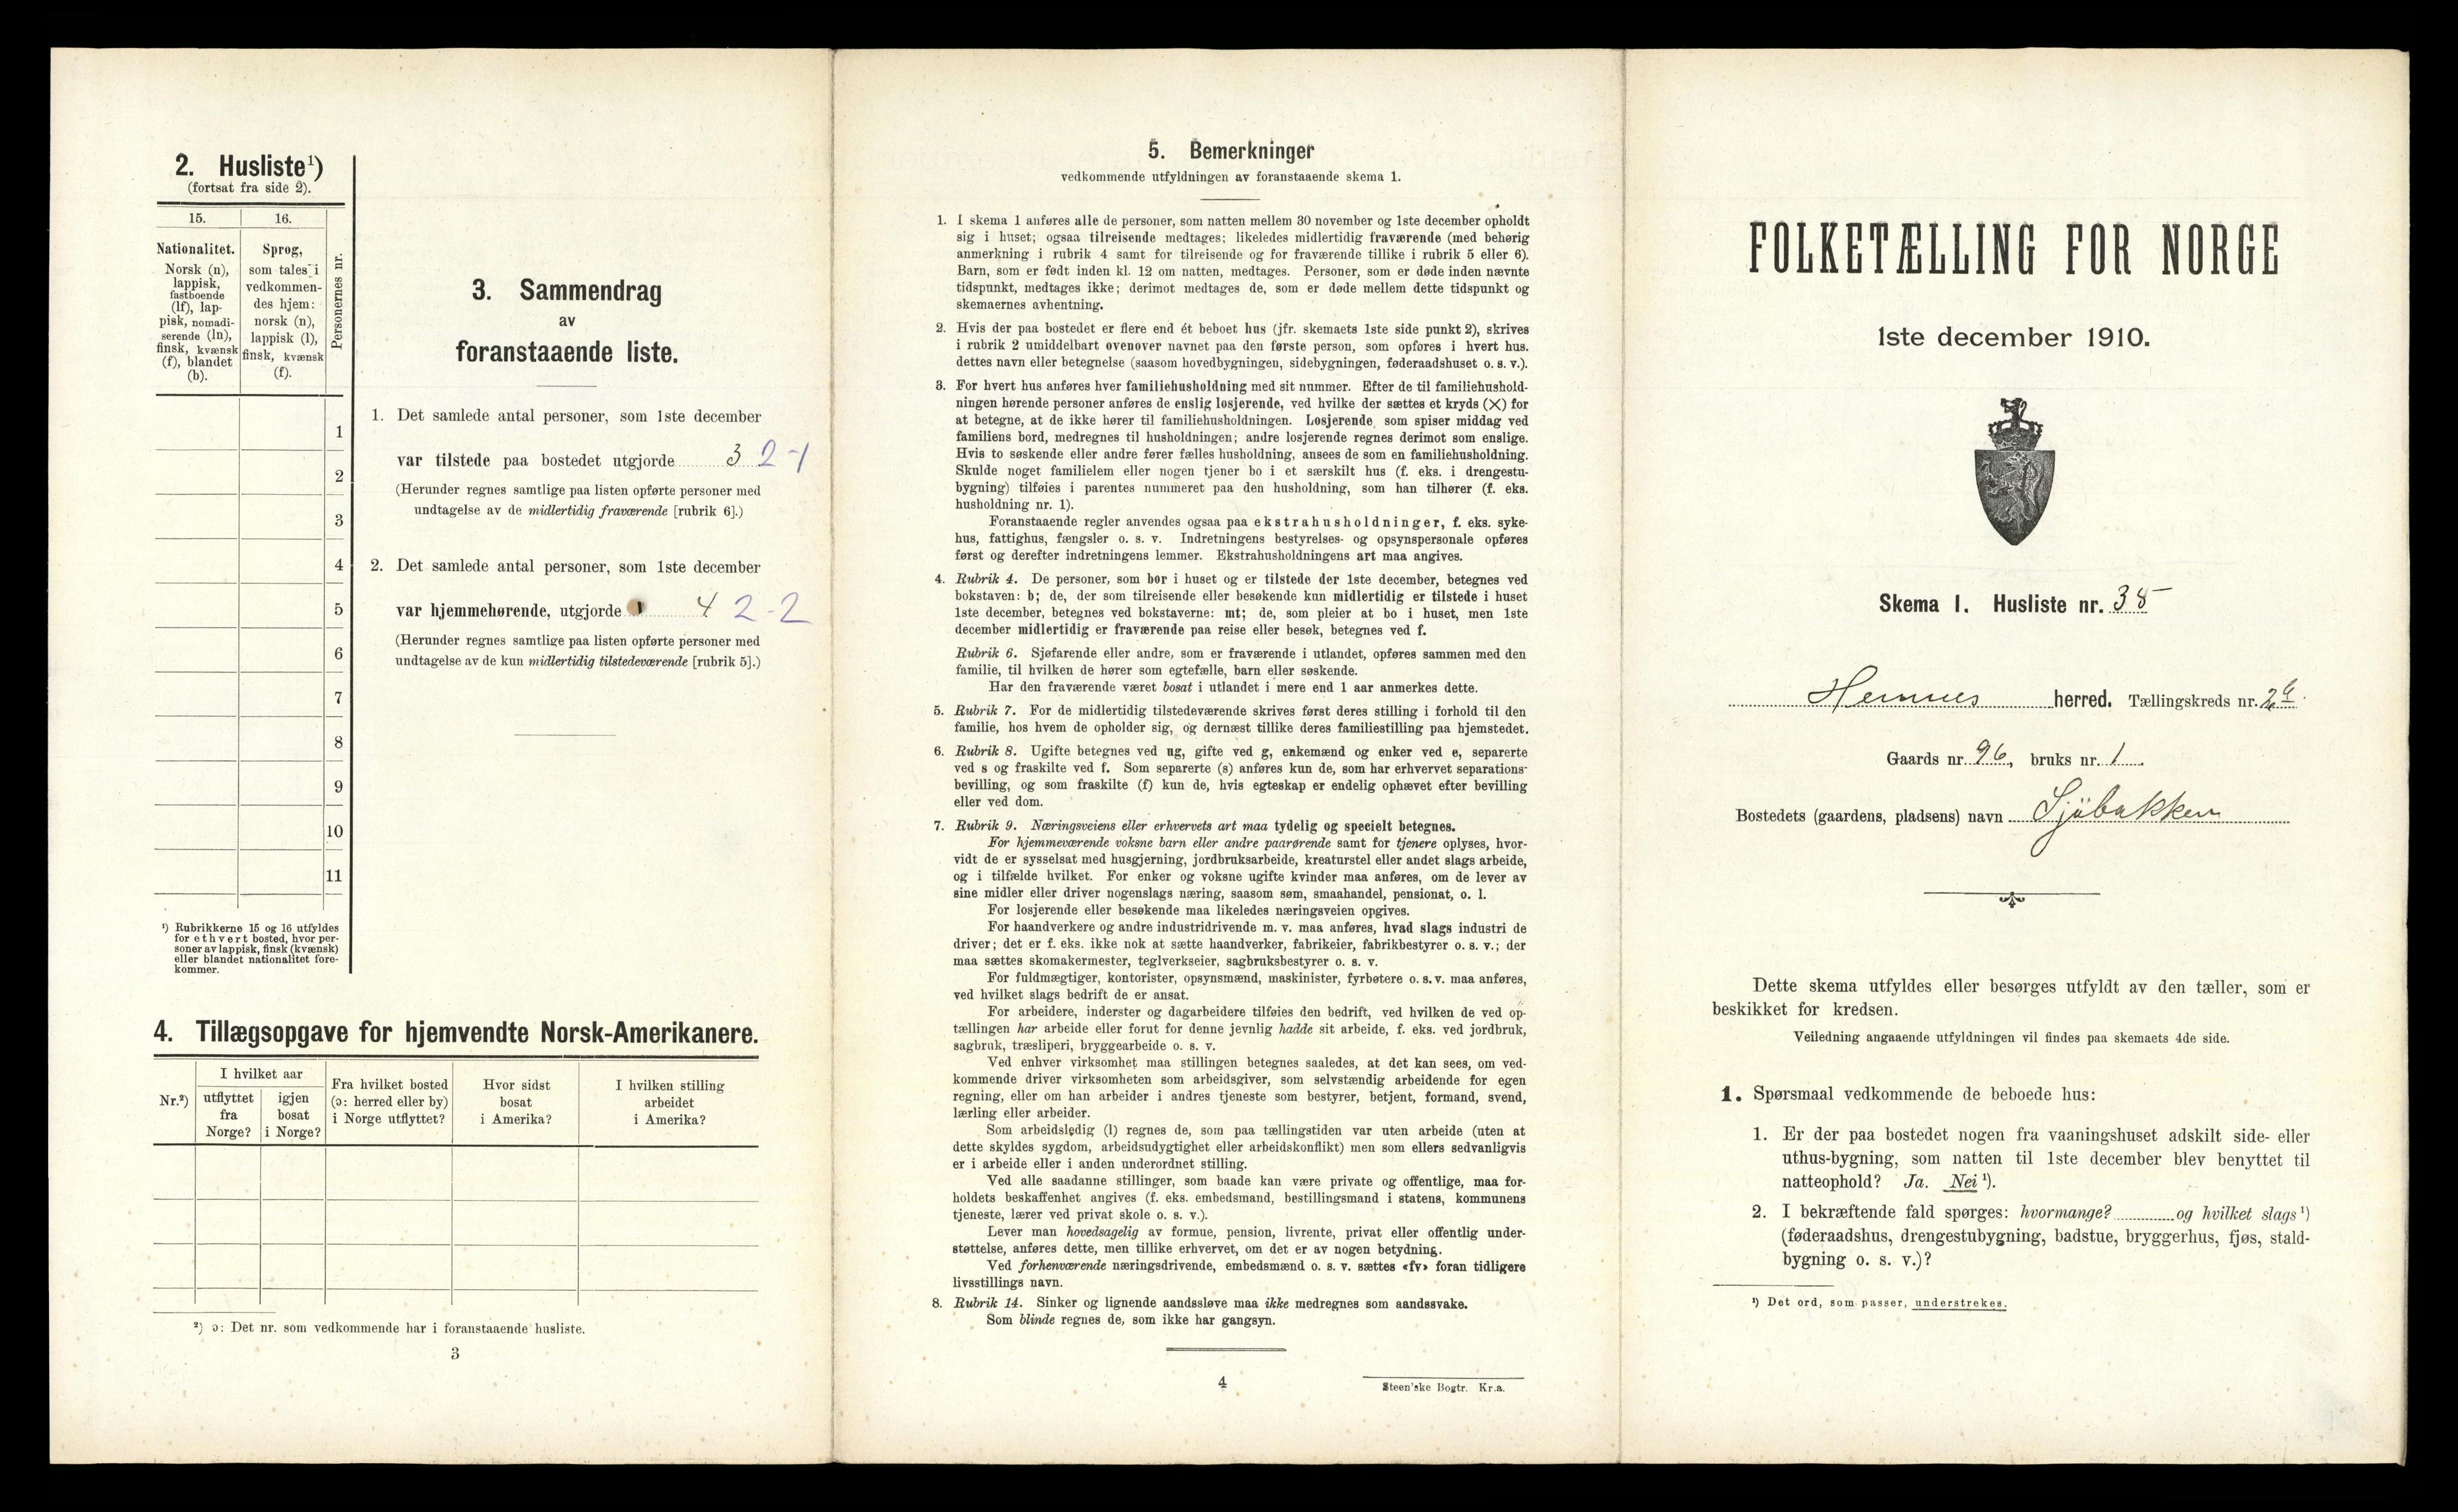 2. Husliste¹)
(fortsat fra side 2).
15.
16.
Personernes nr.
Nationalitet.
Norsk (n),
lappisk,
fastboende
(lf), lap-
pisk, nomadi-
serende (ln),
finsk, kvænsk
(f), blandet
(b).
Sprog,
som tales i
vedkommen-
des hjem:
norsk (n),
lappisk (l),
finsk, kvænsk
(f).
1
2
3
4
5
6
7
8
9
10
11
¹) Rubrikkerne 15 og 16 utfyldes
for ethvert bosted, hvor per-
soner av lappisk, finsk (kvænsk)
eller blandet nationalitet fore-
kommer.
3. Sammendrag
av
foranstaaende liste.
1. Det samlede antal personer, som 1ste december
var tilstede paa bostedet utgjorde 3 2-1
(Herunder regnes samtlige paa listen opførte personer med
undtagelse av de midlertidig fraværende [rubrik 6].)
2. Det samlede antal personer, som 1ste december
var hjemmehørende, utgjorde 4 2-2
(Herunder regnes samtlige paa listen opførte personer med
undtagelse av de kun midlertidig tilstedeværende [rubrik 5].)
4. Tillægsopgave for hjemvendte Norsk-Amerikanere.
Nr.²)
I hvilket aar
utflyttet
fra
Norge?
igjen
bosat
i Norge?
Fra hvilket bosted
(ɔ: herred eller by)
i Norge utflyttet?
Hvor sidst
bosat
i Amerika?
I hvilken stilling
arbeidet
i Amerika?
²) ɔ: Det nr. som vedkommende har i foranstaaende husliste.
3
5. Bemerkninger
vedkommende utfyldningen av foranstaaende skema 1.
1. I skema 1 anføres alle de personer, som natten mellem 30 november og 1ste december opholdt
sig i huset; ogsaa tilreisende medtages; likeledes midlertidig fraværende (med behørig
anmerkning i rubrik 4 samt for tilreisende og for fraværende tillike i rubrik 5 eller 6).
Barn, som er født inden kl. 12 om natten, medtages. Personer, som er døde inden nævnte
tidspunkt, medtages ikke; derimot medtages de, som er døde mellem dette tidspunkt og
skemaernes avhentning.
2. Hvis der paa bostedet er flere end ét beboet hus (jfr. skemaets 1ste side punkt 2), skrives
i rubrik 2 umiddelbart ovenover navnet paa den første person, som opføres i hvert hus.
dettes navn eller betegnelse (saasom hovedbygningen, sidebygningen, føderaadshuset o. s. v.).
3. For hvert hus anføres hver familiehusholdning med sit nummer. Efter de til familiehushold-
ningen hørende personer anføres de enslig losjerende, ved hvilke der sættes et kryds (×) for
at betegne, at de ikke hører til familiehusholdningen. Losjerende som spiser middag ved
familiens bord, medregnes til husholdningen; andre losjerende regnes derimot som enslige.
Hvis to søskende eller andre fører fælles husholdning, ansees de som en familiehusholdning.
Skulde noget familielem eller nogen tjener bo i et særskilt hus (f. eks. i drengestu-
bygning) tilføies i parentes nummeret paa den husholdning, som han tilhører (f. eks.
husholdning nr. 1).
Foranstaaende regler anvendes ogsaa paa ekstrahusholdninger, f. eks. syke-
hus, fattighus, fængsler o. s. v. Indretningens bestyrelses- og opsynspersonale opføres
først og derefter indretningens lemmer. Ekstrahusholdningens art maa angives.
4. Rubrik 4. De personer, som bor i huset og er tilstede der 1ste december, betegnes ved
bokstaven: b; de, der som tilreisende eller besøkende kun midlertidig er tilstede i huset
1ste december, betegnes ved bokstaverne: mt; de, som pleier at bo i huset, men 1ste
december midlertidig er fraværende paa reise eller besøk, betegnes ved f.
Rubrik 6. Sjøfarende eller andre, som er fraværende i utlandet, opføres sammen med den
familie, til hvilken de hører som egtefælle, barn eller søskende.
Har den fraværende været bosat i utlandet i mere end 1 aar anmerkes dette.
5. Rubrik 7. For de midlertidig tilstedeværende skrives først deres stilling i forhold til den
familie, hos hvem de opholder sig, og dernæst tillike deres familiestilling paa hjemstedet.
6. Rubrik 8. Ugifte betegnes ved ug, gifte ved g, enkemænd og enker ved e, separerte
ved s og fraskilte ved f. Som separerte (s) anføres kun de, som har erhvervet separations-
bevilling, og som fraskilte (f) kun de, hvis egteskap er endelig ophævet efter bevilling
eller ved dom.
7. Rubrik 9. Næringsveiens eller erhvervets art maa tydelig og specielt betegnes.
For hjemmeværende voksne barn eller andre paarørende samt for tjenere oplyses, hvor-
vidt de er sysselsat med husgjerning, jordbruksarbeide, kreaturstel eller andet slags arbeide,
og i tilfælde hvilket. For enker og voksne ugifte kvinder maa anføres, om de lever av
sine midler eller driver nogenslags næring, saasom søm, smaahandel, pensionat, o. l.
For losjerende eller besøkende maa likeledes næringsveien opgives.
For haandverkere og andre industridrivende m. v. maa anføres, hvad slags industri de
driver; det er f. eks. ikke nok at sætte haandverker, fabrikeier, fabrikbestyrer o. s. v.; der
maa sættes skomakermester, teglverkseier, sagbruksbestyrer o. s. v.
For fuldmægtiger, kontorister, opsynsmænd, maskinister, fyrbøtere o. s. v. maa anføres,
ved hvilket slags bedrift de er ansat.
For arbeidere, inderster og dagarbeidere tilføies den bedrift, ved hvilken de ved op-
tællingen har arbeide eller forut for denne jevnlig hadde sit arbeide, f. eks. ved jordbruk,
sagbruk, træsliperi, bryggearbeide o. s. v.
Ved enhver virksomhet maa stillingen betegnes saaledes, at det kan sees, om ved-
kommende driver virksomheten som arbeidsgiver, som selvstændig arbeidende for egen
regning, eller om han arbeider i andres tjeneste som bestyrer, betjent, formand, svend,
lærling eller arbeider.
Som arbeidsledig (l) regnes de, som paa tællingstiden var uten arbeide (uten at
dette skyldes sygdom, arbeidsudygtighet eller arbeidskonflikt) men som ellers sedvanligvis
er i arbeide eller i anden underordnet stilling.
Ved alle saadanne stillinger, som baade kan være private og offentlige, maa for-
holdets beskaffenhet angives (f. eks. embedsmand, bestillingsmand i statens, kommunens
tjeneste, lærer ved privat skole o. s. v.).
Lever man hovedsagelig av formue, pension, livrente, privat eller offentlig under-
støttelse, anføres dette, men tillike erhvervet, om det er av nogen betydning.
Ved forhenværende næringsdrivende, embedsmænd o. s. v. sættes «fv» foran tidligere
livsstillings navn.
8. Rubrik 14. Sinker og lignende aandssløve maa ikke medregnes som aandssvake.
Som blinde regnes de, som ikke har gangsyn.
4
Steen'ske Bogtr. Kr.a.
FOLKETÆLLING FOR NORGE
1ste december 1910.
Skema 1. Husliste nr. 38
Hemnes herred. Tællingskreds nr.
Gaards nr. 96, bruks nr. 1.
Bostedets (gaardens, pladsens) navn Sjøbakken
Dette skema utfyldes eller besørges utfyldt av den tæller, som er
beskikket for kredsen.
Veiledning angaaende utfyldningen vil findes paa skemaets 4de side.
1. Spørsmaal vedkommende de beboede hus:
1. Er der paa bostedet nogen fra vaaningshuset adskilt side- eller
uthus-bygning, som natten til 1ste december blev benyttet til
natteophold? Ja. Nei ¹).
2. I bekræftende fald spørges: hvormange? og hvilket slags ¹)
(føderaadshus, drengestubygning, badstue, bryggerhus, fjøs, stald-
bygning o. s. v.)?
¹) Det ord, som passer, understrekes.